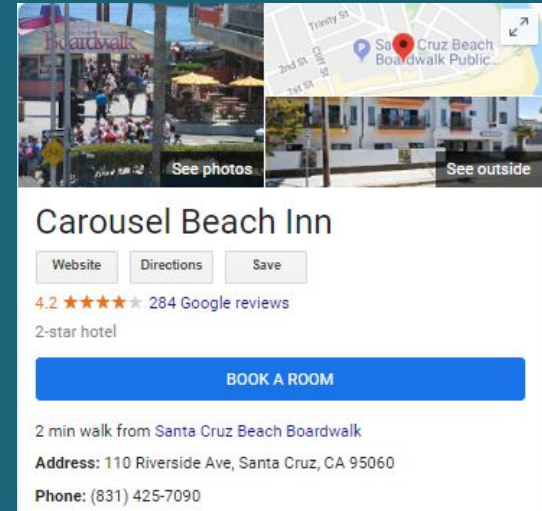 boardwalk
See photos
Trinity St
2nd St
Cliff St
1st St
Santa Cruz Beach
Boardwalk Public...
See outside
Carousel Beach Inn
Website
Directions
Save
4.2 ★★★★★ 284 Google reviews
2-star hotel
BOOK A ROOM
2 min walk from Santa Cruz Beach Boardwalk
Address: 110 Riverside Ave, Santa Cruz, CA 95060
Phone: (831) 425-7090